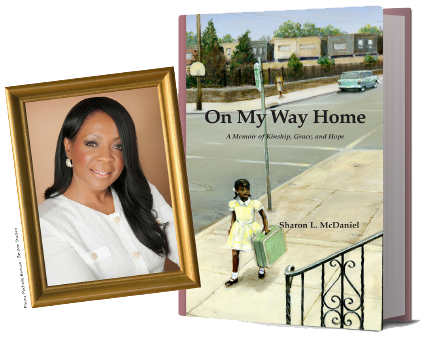 On My Way Home
A Memoir of Kinship, Grace, and Hope
Sharon L. McDaniel